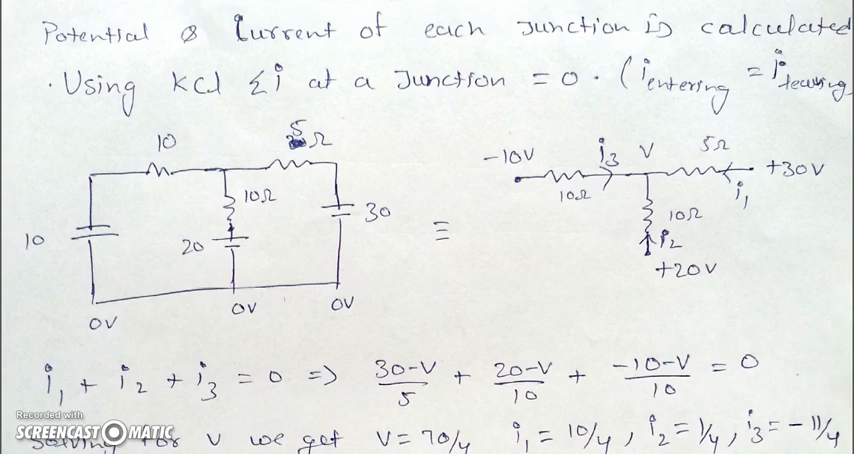 Potential & Current of each Junction is calculated
. Using KCl Σi at a Junction = 0 . (i entering = i leaving
10
5Ω
10Ω
10
20
30
0V
0V
0V
≡
-10V
i3
V
5Ω
+30V
10Ω
i1
10Ω
i2
+20V
i1 + i2 + i3 = 0 => 30-V/5 + 20-V/10 + -10-V/10 = 0
Recorded with
SCREENCAST MATIC
Solving for V we get V = 70/4 i1 = 10/4, i2 = 1/4, i3 = -11/4